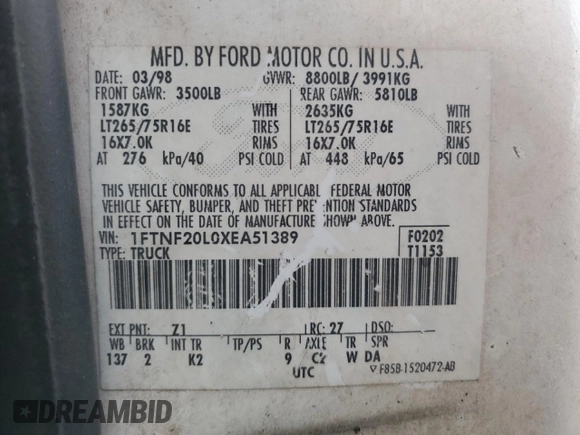 MFD. BY FORD MOTOR CO. IN U.S.A.
DATE: 03/98 GVWR: 8800LB/ 3991KG
FRONT GAWR: 3500LB REAR GAWR: 5810LB
1587KG WITH 2635KG WITH
LT265/75R16E TIRES LT265/75R16E TIRES
16X7.0K RIMS 16X7.0K RIMS
AT 276 kPa/40 PSI COLD AT 448 kPa/65 PSI COLD
THIS VEHICLE CONFORMS TO ALL APPLICABLE FEDERAL MOTOR
VEHICLE SAFETY, BUMPER, AND THEFT PREVENTION STANDARDS
IN EFFECT ON THE DATE OF MANUFACTURE SHOWN ABOVE.
VIN: 1FTNF20L0XEA51389 F0202
TYPE: TRUCK T1153
EXT PNT: Z1 RC: 27 DSO:
WB BRK INT TR TP/PS R AXLE TR SPR
137 2 K2 9 C2 W DA
UTC F85B-1520472-AB
DREAMBID